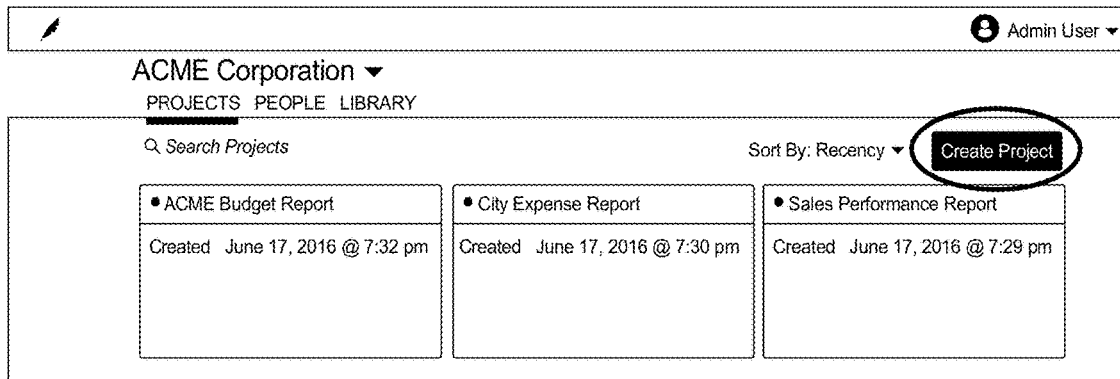 Admin User
ACME Corporation
PROJECTS PEOPLE LIBRARY
Search Projects
Sort By: Recency
Create Project
ACME Budget Report
Created June 17, 2016 @ 7:32 pm
City Expense Report
Created June 17, 2016 @ 7:30 pm
Sales Performance Report
Created June 17, 2016 @ 7:29 pm